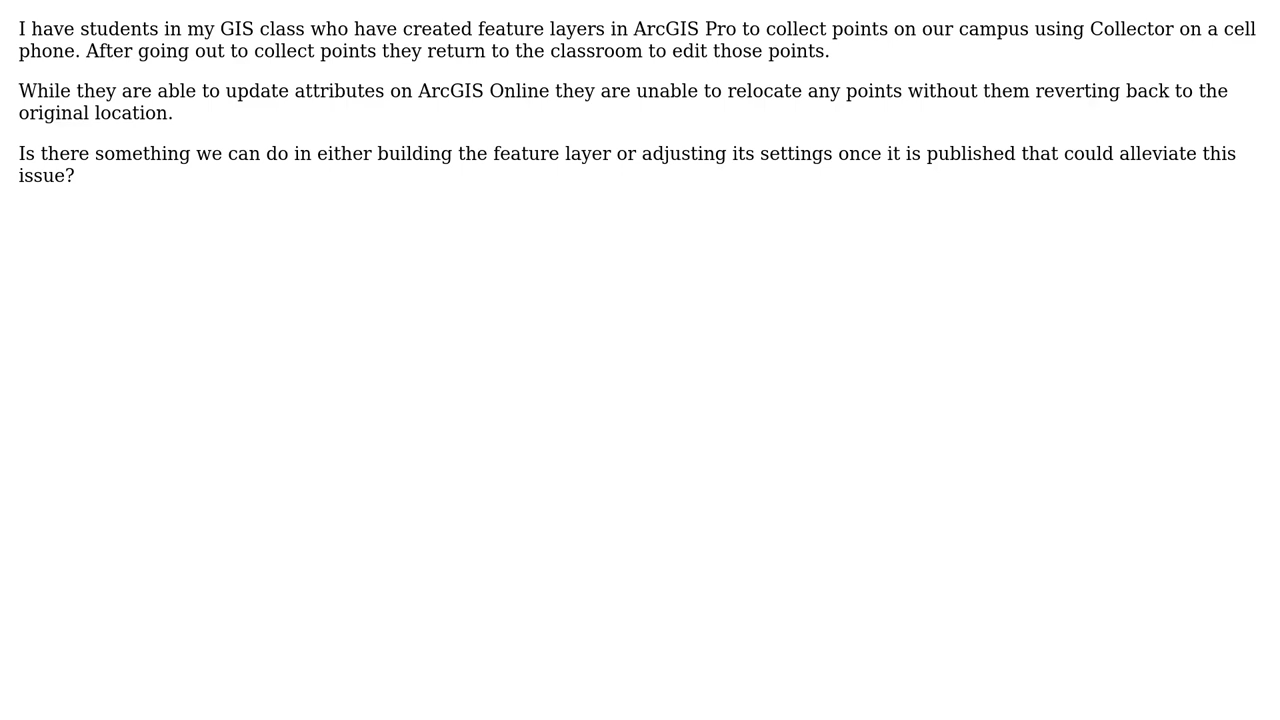 I have students in my GIS class who have created feature layers in ArcGIS Pro to collect points on our campus using Collector on a cell
phone. After going out to collect points they return to the classroom to edit those points.
While they are able to update attributes on ArcGIS Online they are unable to relocate any points without them reverting back to the
original location.
Is there something we can do in either building the feature layer or adjusting its settings once it is published that could alleviate this
issue?